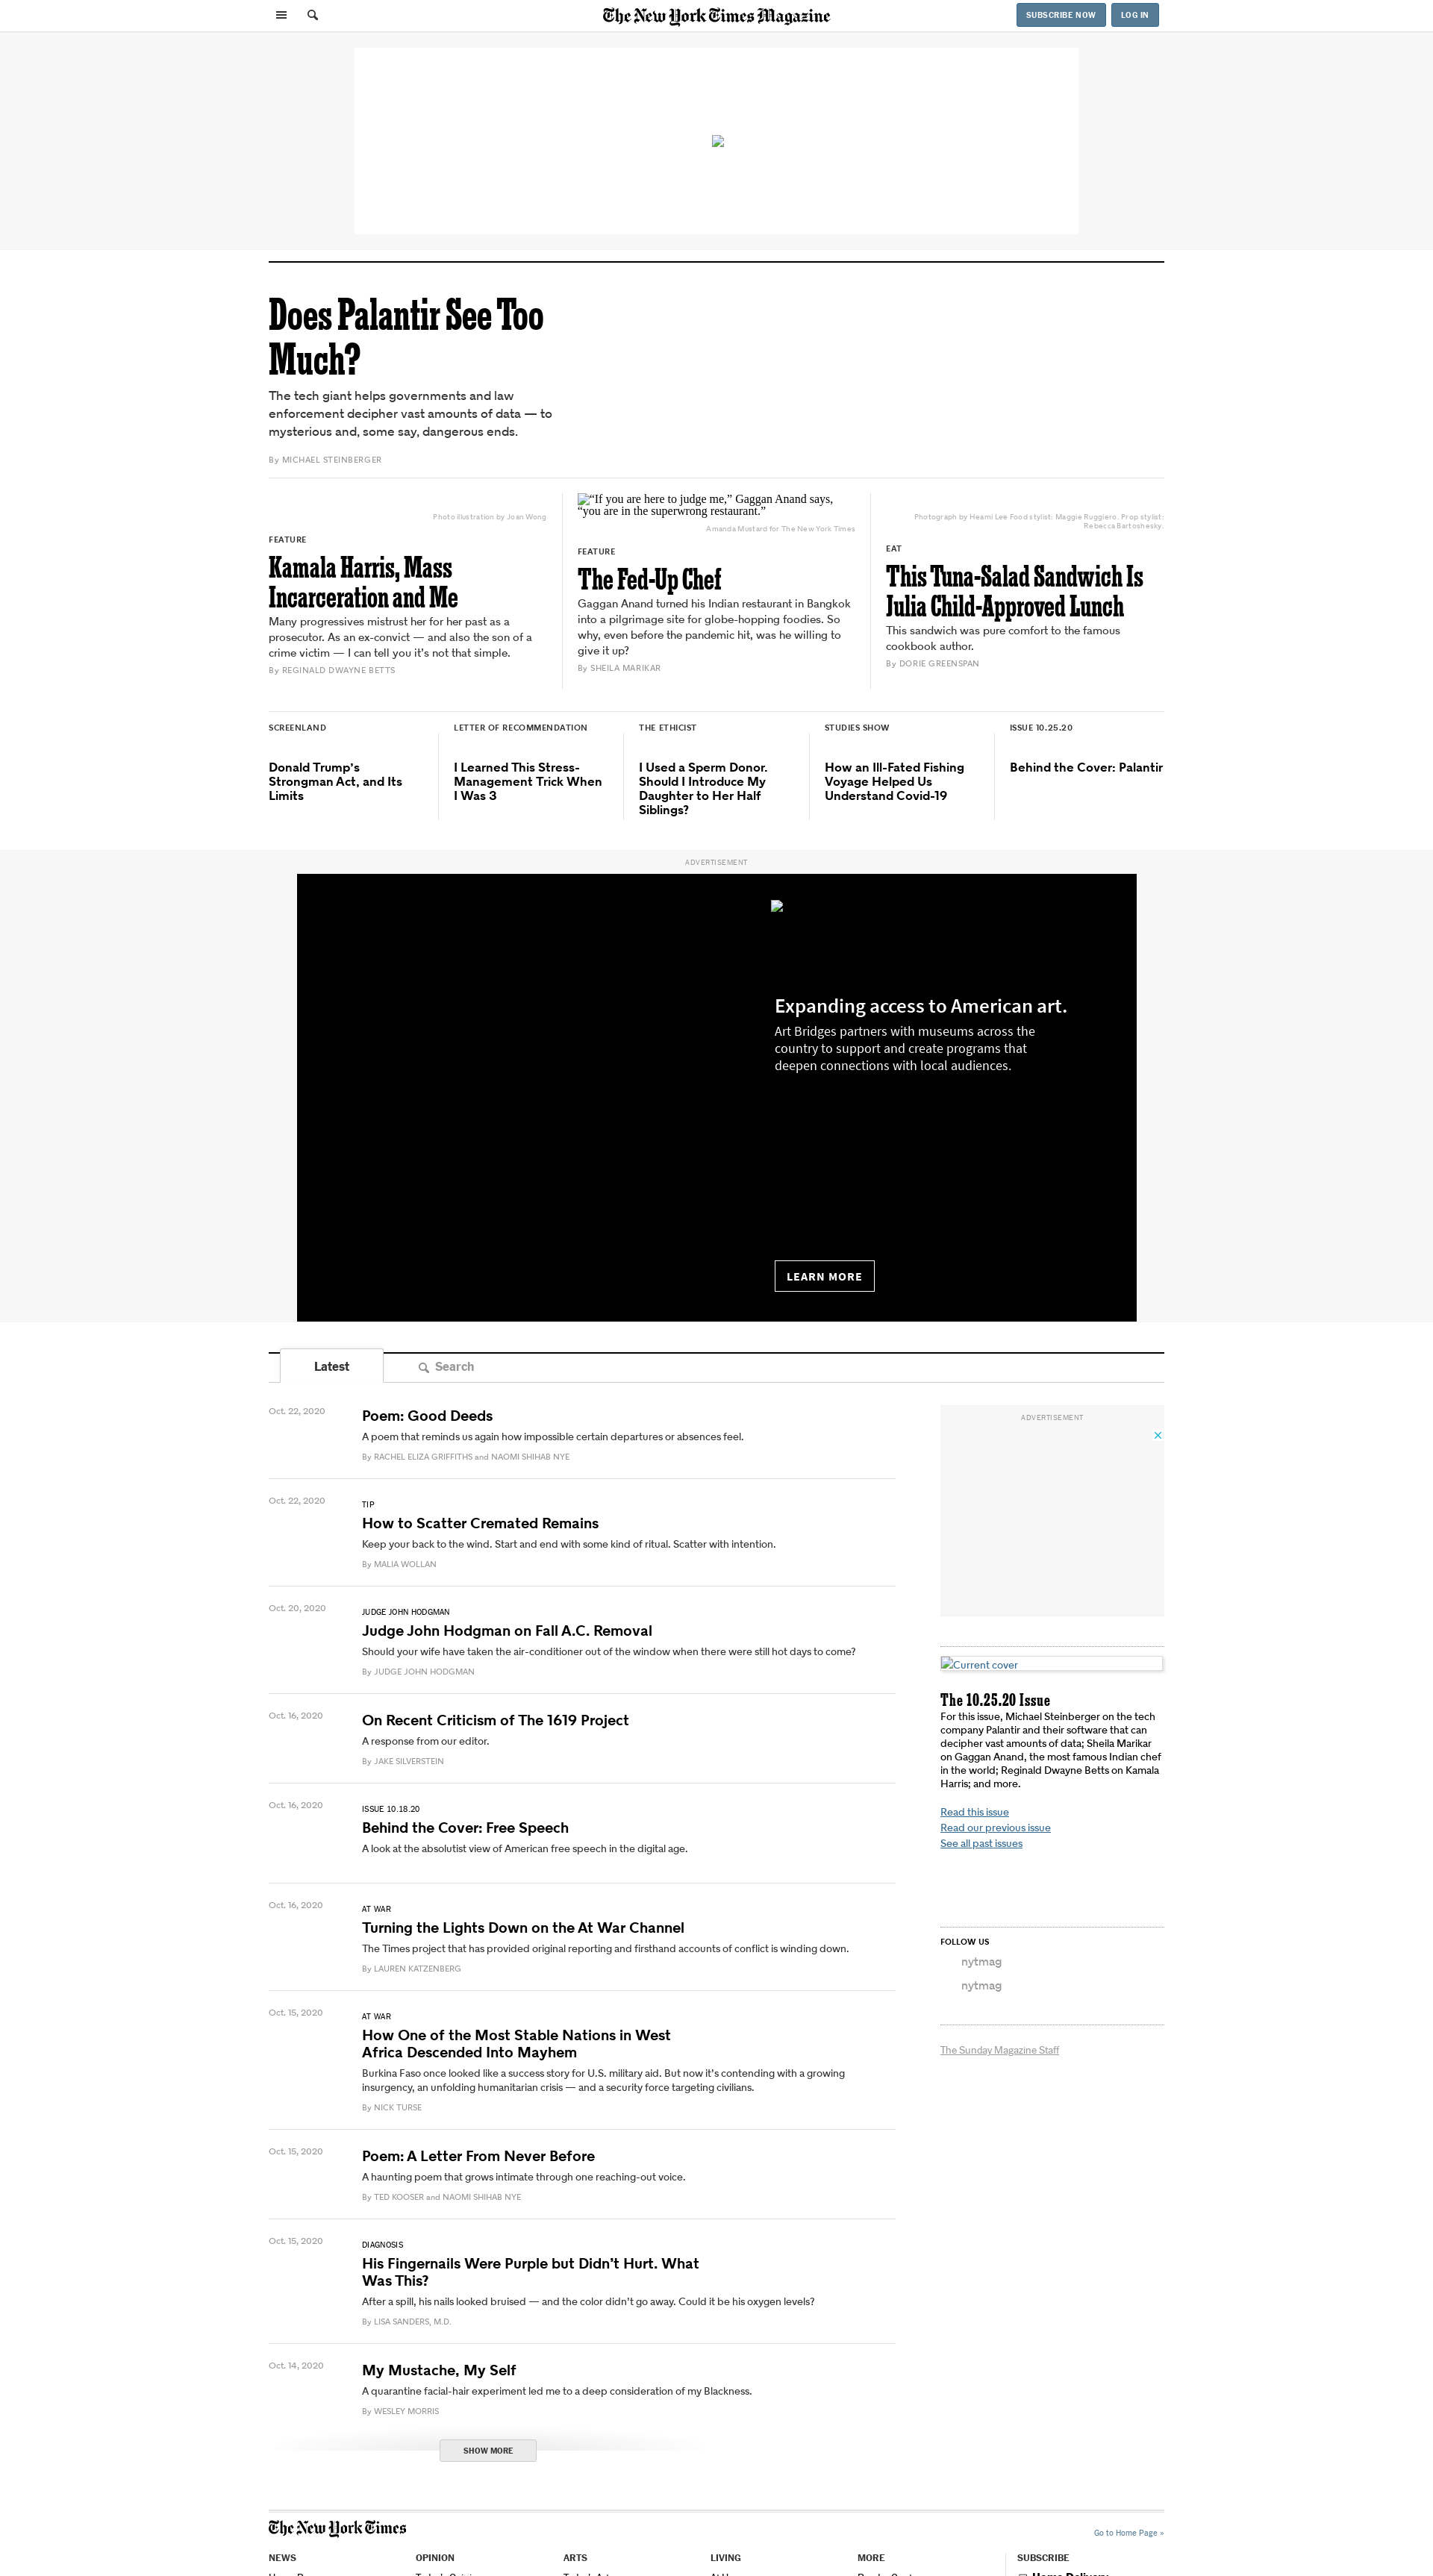 The New York Times Magazine
SUBSCRIBE NOW
LOG IN
Does Palantir See Too
Much?
The tech giant helps governments and law
enforcement decipher vast amounts of data — to
mysterious and, some say, dangerous ends.
By MICHAEL STEINBERGER
Photo illustration by Joan Wong
FEATURE
Kamala Harris, Mass
Incarceration and Me
Many progressives mistrust her for her past as a
prosecutor. As an ex-convict — and also the son of a
crime victim — I can tell you it’s not that simple.
By REGINALD DWAYNE BETTS
“If you are here to judge me,” Gaggan Anand says,
“you are in the superwrong restaurant.”
Amanda Mustard for The New York Times
FEATURE
The Fed-Up Chef
Gaggan Anand turned his Indian restaurant in Bangkok
into a pilgrimage site for globe-hopping foodies. So
why, even before the pandemic hit, was he willing to
give it up?
By SHEILA MARIKAR
Photograph by Heami Lee Food stylist: Maggie Ruggiero. Prop stylist:
Rebecca Bartoshesky.
EAT
This Tuna-Salad Sandwich Is
Julia Child-Approved Lunch
This sandwich was pure comfort to the famous
cookbook author.
By DORIE GREENSPAN
SCREENLAND
Donald Trump’s
Strongman Act, and Its
Limits
LETTER OF RECOMMENDATION
I Learned This Stress-
Management Trick When
I Was 3
THE ETHICIST
I Used a Sperm Donor.
Should I Introduce My
Daughter to Her Half
Siblings?
STUDIES SHOW
How an Ill-Fated Fishing
Voyage Helped Us
Understand Covid-19
ISSUE 10.25.20
Behind the Cover: Palantir
ADVERTISEMENT
Expanding access to American art.
Art Bridges partners with museums across the
country to support and create programs that
deepen connections with local audiences.
LEARN MORE
Latest
Search
Oct. 22, 2020
Poem: Good Deeds
A poem that reminds us again how impossible certain departures or absences feel.
By RACHEL ELIZA GRIFFITHS and NAOMI SHIHAB NYE
Oct. 22, 2020
TIP
How to Scatter Cremated Remains
Keep your back to the wind. Start and end with some kind of ritual. Scatter with intention.
By MALIA WOLLAN
Oct. 20, 2020
JUDGE JOHN HODGMAN
Judge John Hodgman on Fall A.C. Removal
Should your wife have taken the air-conditioner out of the window when there were still hot days to come?
By JUDGE JOHN HODGMAN
Oct. 16, 2020
On Recent Criticism of The 1619 Project
A response from our editor.
By JAKE SILVERSTEIN
Oct. 16, 2020
ISSUE 10.18.20
Behind the Cover: Free Speech
A look at the absolutist view of American free speech in the digital age.
Oct. 16, 2020
AT WAR
Turning the Lights Down on the At War Channel
The Times project that has provided original reporting and firsthand accounts of conflict is winding down.
By LAUREN KATZENBERG
Oct. 15, 2020
AT WAR
How One of the Most Stable Nations in West
Africa Descended Into Mayhem
Burkina Faso once looked like a success story for U.S. military aid. But now it’s contending with a growing
insurgency, an unfolding humanitarian crisis — and a security force targeting civilians.
By NICK TURSE
Oct. 15, 2020
Poem: A Letter From Never Before
A haunting poem that grows intimate through one reaching-out voice.
By TED KOOSER and NAOMI SHIHAB NYE
Oct. 15, 2020
DIAGNOSIS
His Fingernails Were Purple but Didn’t Hurt. What
Was This?
After a spill, his nails looked bruised — and the color didn’t go away. Could it be his oxygen levels?
By LISA SANDERS, M.D.
Oct. 14, 2020
My Mustache, My Self
A quarantine facial-hair experiment led me to a deep consideration of my Blackness.
By WESLEY MORRIS
SHOW MORE
ADVERTISEMENT
Current cover
The 10.25.20 Issue
For this issue, Michael Steinberger on the tech
company Palantir and their software that can
decipher vast amounts of data; Sheila Marikar
on Gaggan Anand, the most famous Indian chef
in the world; Reginald Dwayne Betts on Kamala
Harris; and more.
Read this issue
Read our previous issue
See all past issues
FOLLOW US
nytmag
nytmag
The Sunday Magazine Staff
The New York Times
Go to Home Page »
NEWS
OPINION
ARTS
LIVING
MORE
SUBSCRIBE